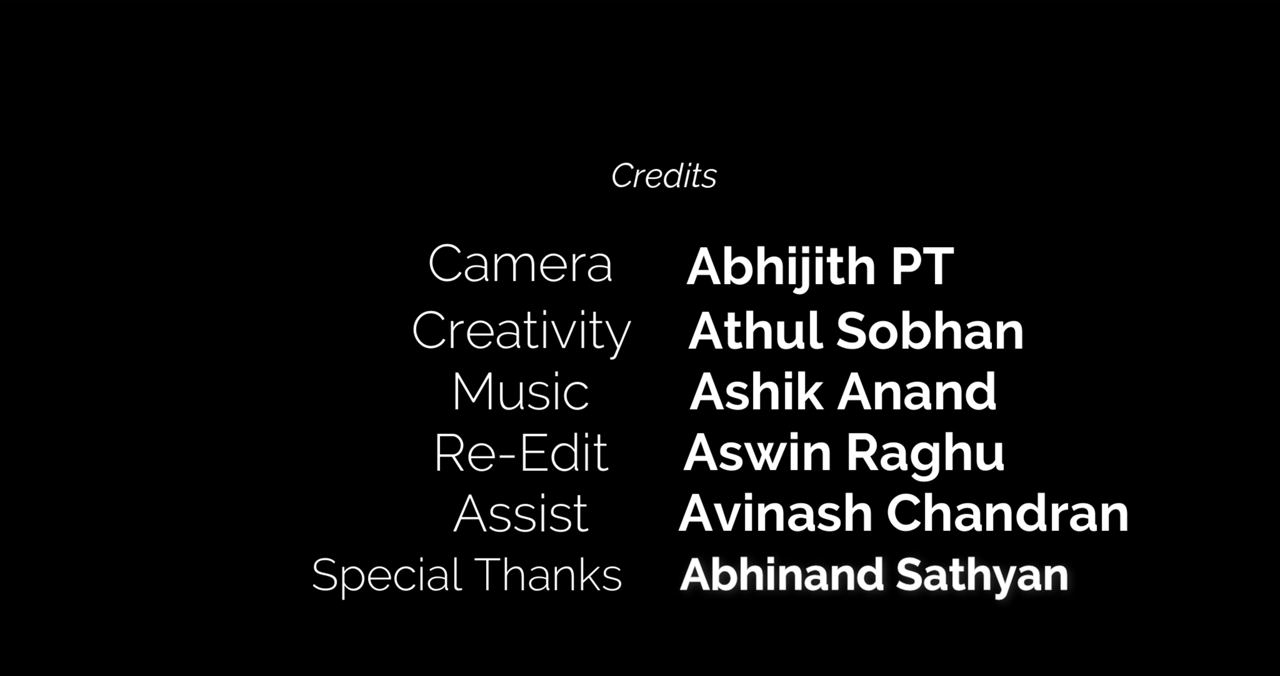 Credits
Camera Abhijith PT
Creativity Athul Sobhan
Music Ashik Anand
Re-Edit Aswin Raghu
Assist Avinash Chandran
Special Thanks Abhinand Sathyan